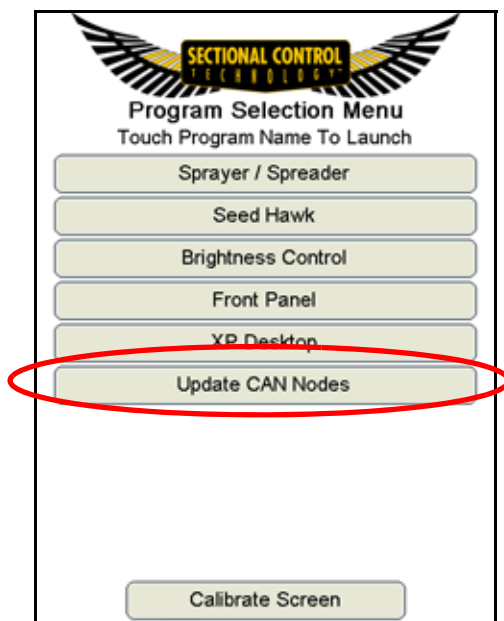 SECTIONAL CONTROL
TECHNOLOGY™
Program Selection Menu
Touch Program Name To Launch
Sprayer / Spreader
Seed Hawk
Brightness Control
Front Panel
XP Desktop
Update CAN Nodes
Calibrate Screen